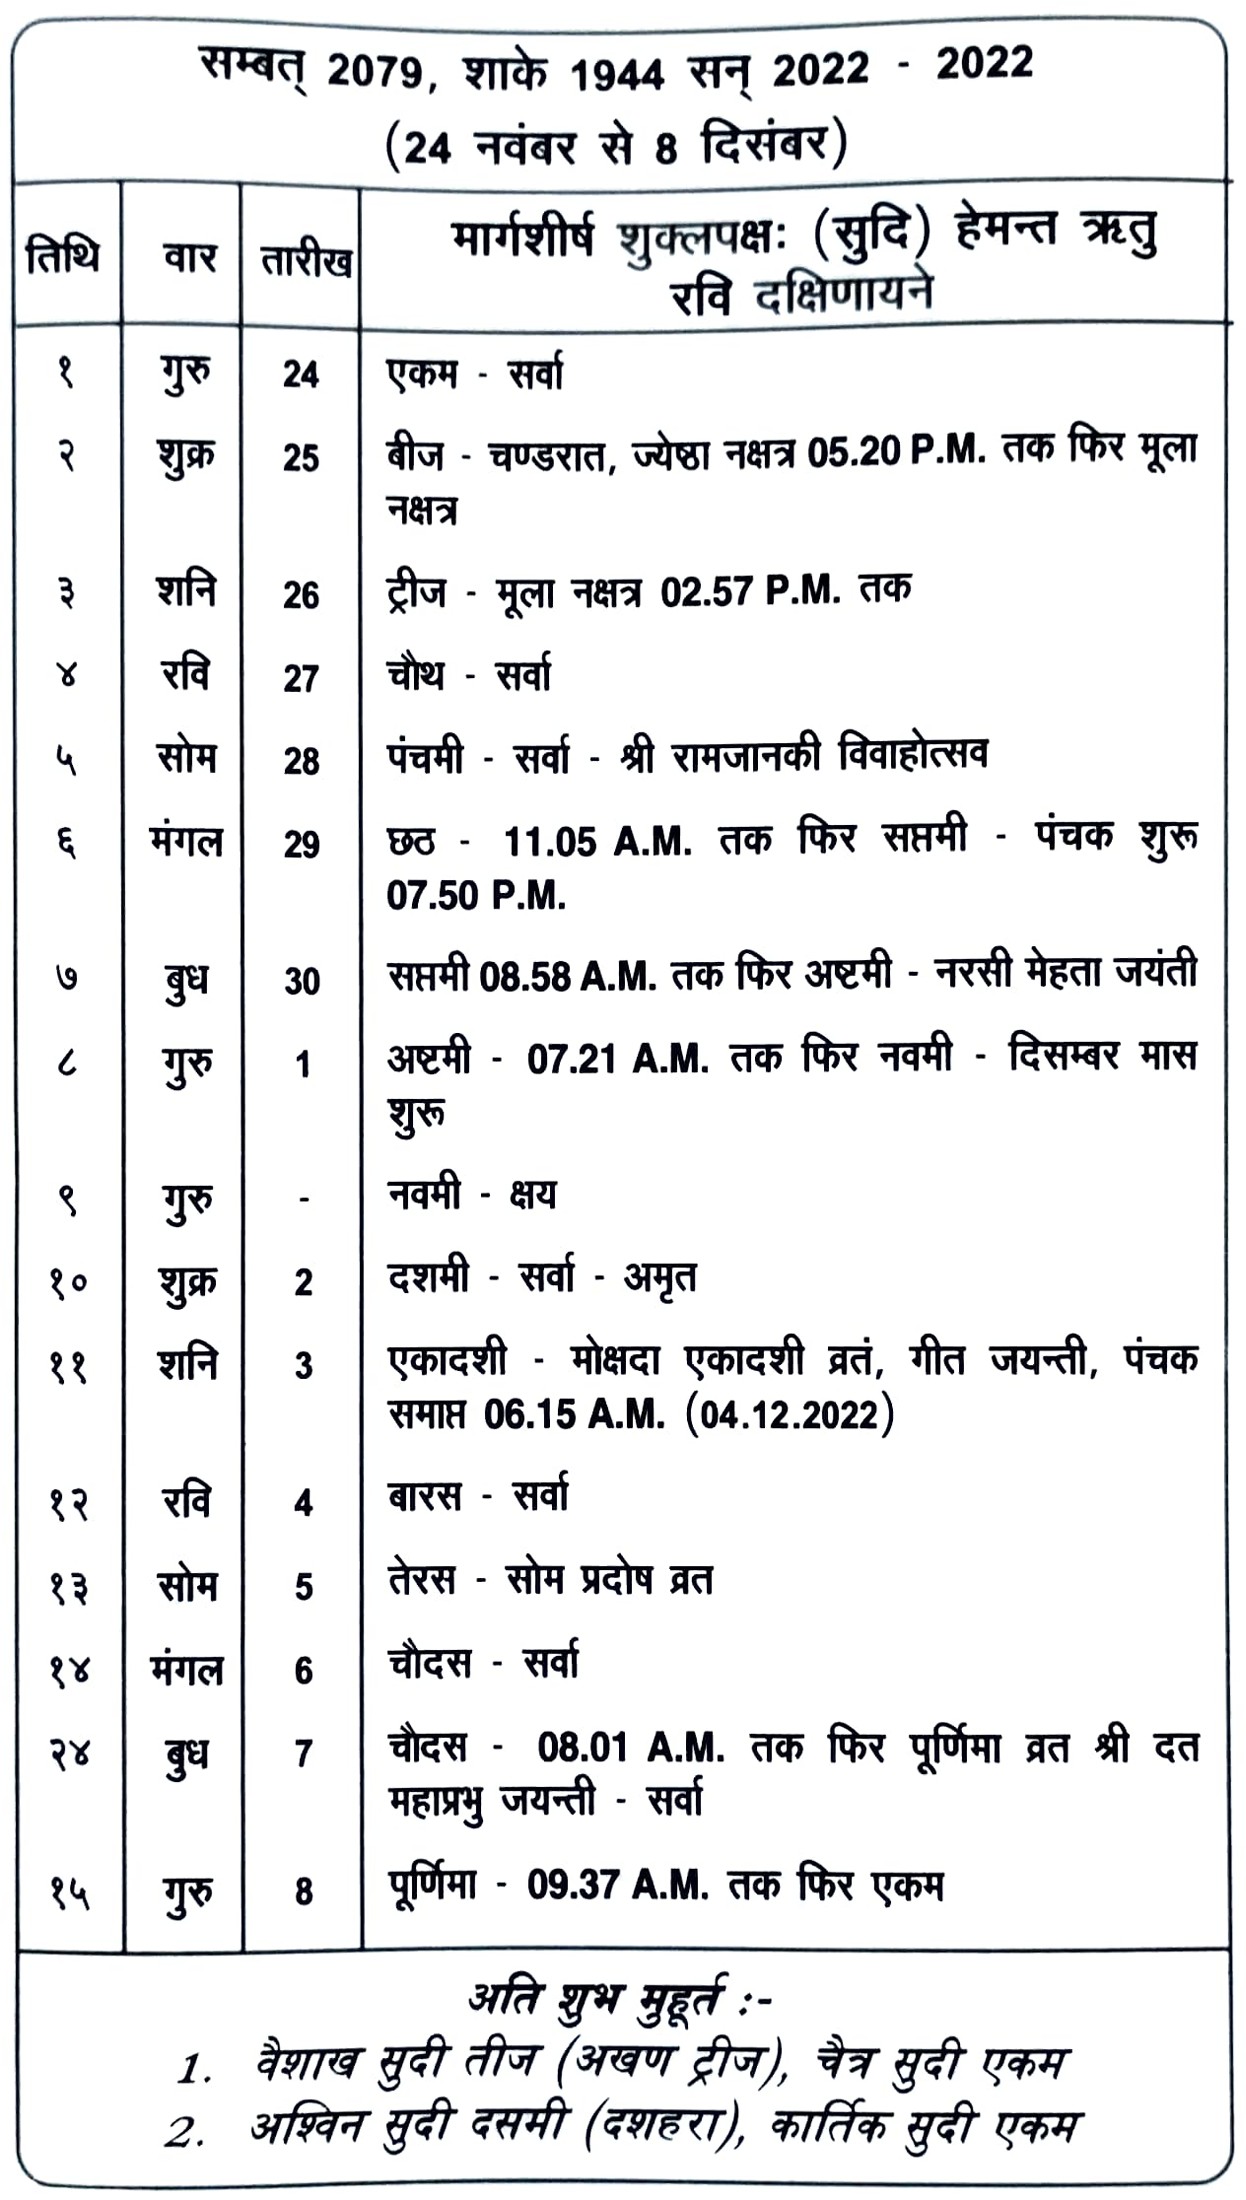 सम्बत् 2079, शाके 1944 सन् 2022 - 2022
(24 नवंबर से 8 दिसंबर)
तिथि वार तारीख मार्गशीर्ष शुक्लपक्षः (सुदि) हेमन्त ऋतु
रवि दक्षिणायने
१ गुरु 24 एकम - सर्वा
२ शुक्र 25 बीज - चण्डरात, ज्येष्ठा नक्षत्र 05.20 P.M. तक फिर मूला
नक्षत्र
३ शनि 26 ट्रीज - मूला नक्षत्र 02.57 P.M. तक
४ रवि 27 चौथ - सर्वा
५ सोम 28 पंचमी - सर्वा - श्री रामजानकी विवाहोत्सव
६ मंगल 29 छठ - 11.05 A.M. तक फिर सप्तमी - पंचक शुरू
07.50 P.M.
७ बुध 30 सप्तमी 08.58 A.M. तक फिर अष्टमी - नरसी मेहता जयंती
८ गुरु 1 अष्टमी - 07.21 A.M. तक फिर नवमी - दिसम्बर मास
शुरू
९ गुरु - नवमी - क्षय
१० शुक्र 2 दशमी - सर्वा - अमृत
११ शनि 3 एकादशी - मोक्षदा एकादशी व्रतं, गीत जयन्ती, पंचक
समाप्त 06.15 A.M. (04.12.2022)
१२ रवि 4 बारस - सर्वा
१३ सोम 5 तेरस - सोम प्रदोष व्रत
१४ मंगल 6 चौदस - सर्वा
२४ बुध 7 चौदस - 08.01 A.M. तक फिर पूर्णिमा व्रत श्री दत
महाप्रभु जयन्ती - सर्वा
१५ गुरु 8 पूर्णिमा - 09.37 A.M. तक फिर एकम
अति शुभ मुहूर्त :-
1. वैशाख सुदी तीज (अखण ट्रीज), चैत्र सुदी एकम
2. अश्विन सुदी दसमी (दशहरा), कार्तिक सुदी एकम